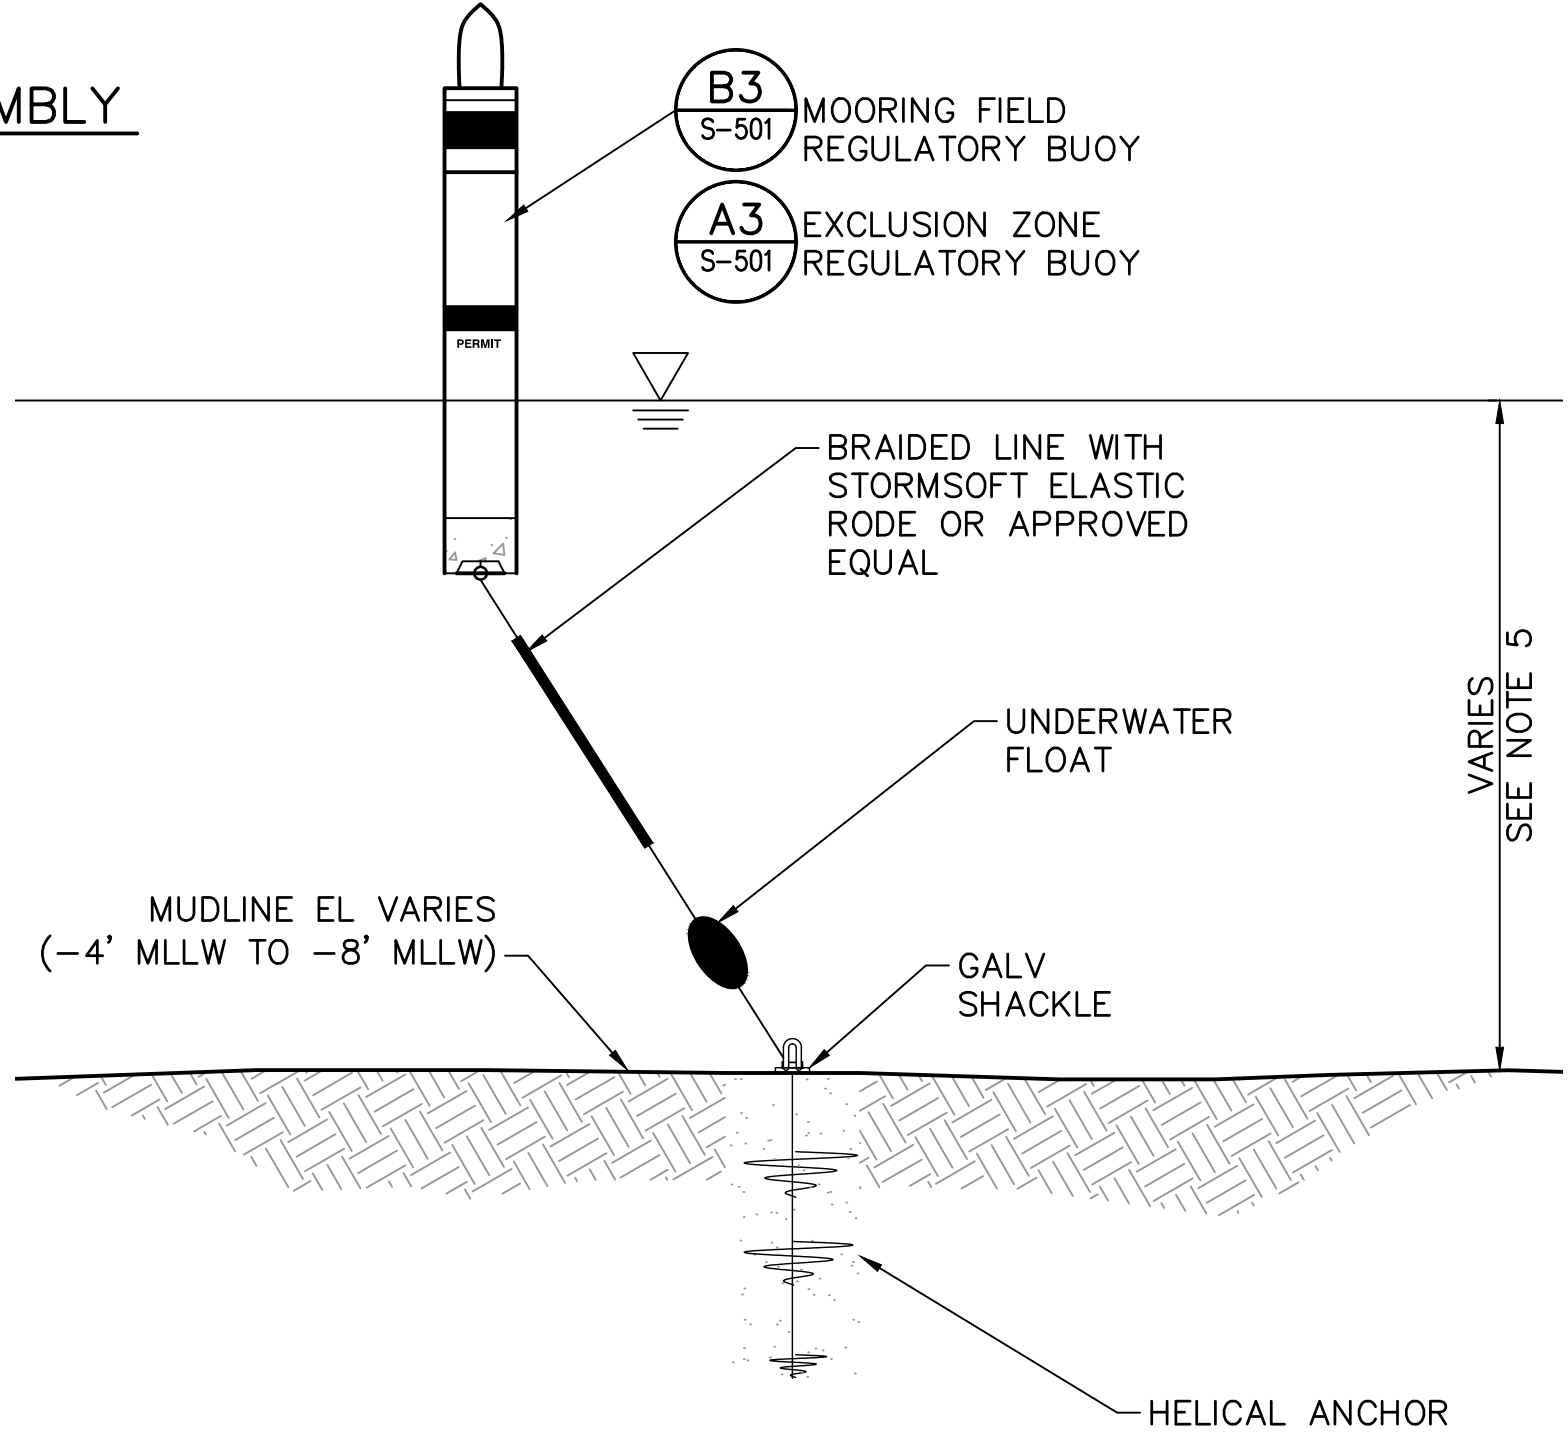 MBLY
B3
S-501
MOORING FIELD
REGULATORY BUOY
A3
S-501
EXCLUSION ZONE
REGULATORY BUOY
PERMIT
BRAIDED LINE WITH
STORMSOFT ELASTIC
RODE OR APPROVED
EQUAL
UNDERWATER
FLOAT
VARIES
SEE NOTE 5
MUDLINE EL VARIES
(-4' MLLW TO -8' MLLW)
GALV
SHACKLE
HELICAL ANCHOR